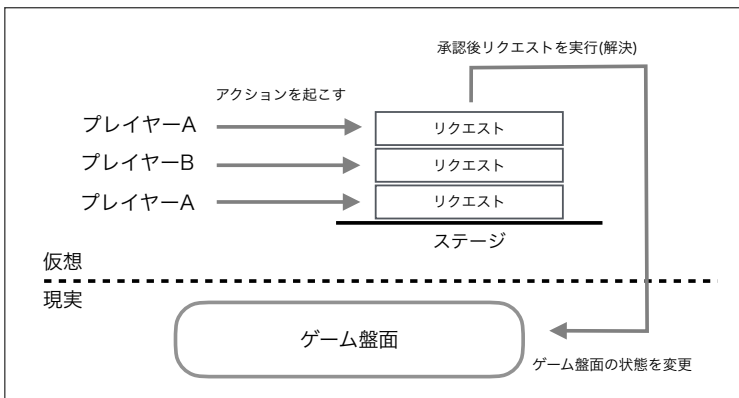 承認後リクエストを実行(解決)
アクションを起こす
プレイヤーA
リクエスト
プレイヤーB
リクエスト
プレイヤーA
リクエスト
ステージ
仮想
現実
ゲーム盤面
ゲーム盤面の状態を変更